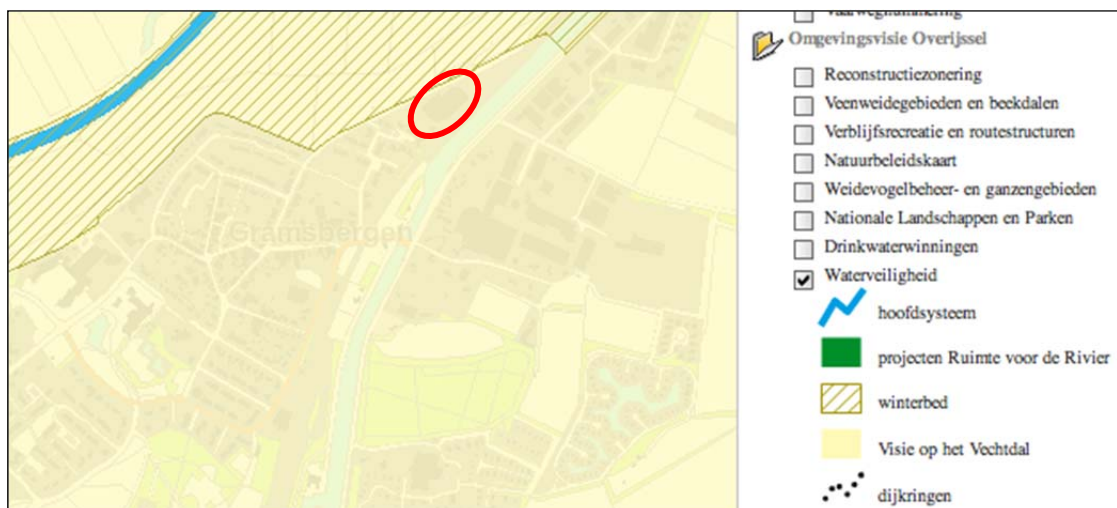 Vaarwegnummering
Omgevingsvisie Overijssel
Reconstructiezonering
Veenweidegebieden en beekdalen
Verblijfsrecreatie en routestructuren
Natuurbeleidskaart
Weidevogelbeheer- en ganzengebieden
Nationale Landschappen en Parken
Drinkwaterwinningen
Waterveiligheid
hoofdsysteem
projecten Ruimte voor de Rivier
winterbed
Visie op het Vechtdal
dijkringen
Gramsbergen